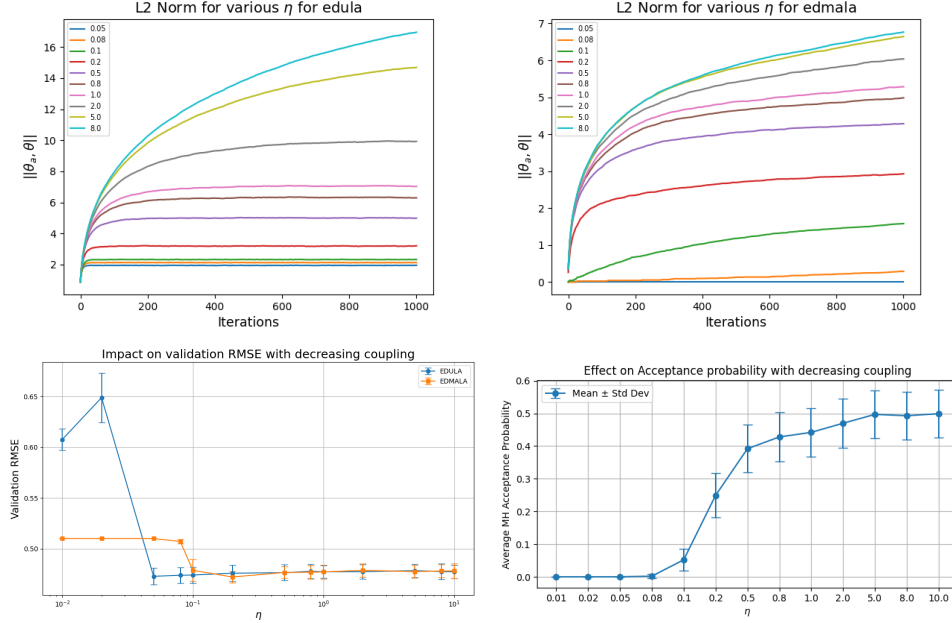 L2 Norm for various η for edula
0.05
0.08
0.1
0.2
0.5
0.8
1.0
2.0
5.0
8.0
||θa, θ||
16
14
12
10
8
6
4
2
0 200 400 600 800 1000
Iterations
L2 Norm for various η for edmala
0.05
0.08
0.1
0.2
0.5
0.8
1.0
2.0
5.0
8.0
||θa, θ||
7
6
5
4
3
2
1
0
0 200 400 600 800 1000
Iterations
Impact on validation RMSE with decreasing coupling
EDULA
EDMALA
Validation RMSE
0.65
0.60
0.55
0.50
10⁻² 10⁻¹ 10⁰ 10¹
η
Effect on Acceptance probability with decreasing coupling
Mean ± Std Dev
Average MH Acceptance Probability
0.6
0.5
0.4
0.3
0.2
0.1
0.0
0.01 0.02 0.05 0.08 0.1 0.2 0.5 0.8 1.0 2.0 5.0 8.0 10.0
η